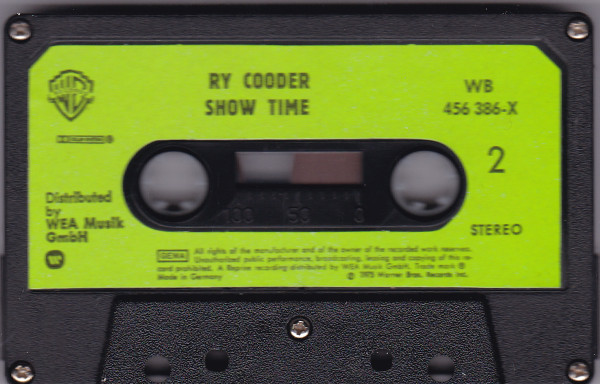 RY COODER
SHOW TIME
WB
456 386-X
2
Distributed
by
WEA Musik
GmbH
STEREO
100 50 0
GEMA
All rights of the manufacturer and of the owner of the recorded work reserved.
Unauthorized public performance, broadcasting, leasing and copying of this re-
cord prohibited. A Reprise recording distributed by WEA Musik GmbH. Trade mark ®
Made in Germany
℗ 1975 Warner Bros. Records Inc.